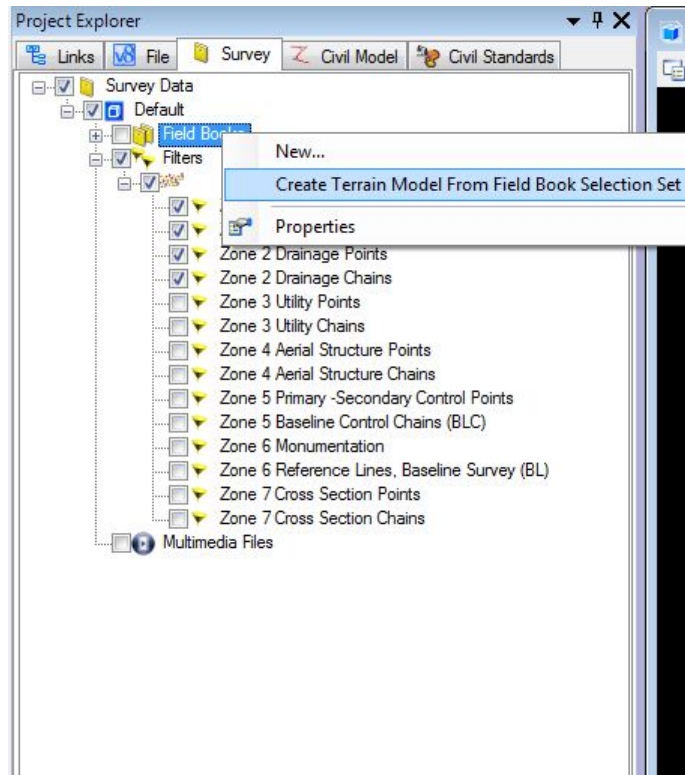 Project Explorer
Links File Survey Civil Model Civil Standards
Survey Data
Default
Field Books
Filters
New...
Create Terrain Model From Field Book Selection Set
Properties
Zone 2 Drainage Points
Zone 2 Drainage Chains
Zone 3 Utility Points
Zone 3 Utility Chains
Zone 4 Aerial Structure Points
Zone 4 Aerial Structure Chains
Zone 5 Primary -Secondary Control Points
Zone 5 Baseline Control Chains (BLC)
Zone 6 Monumentation
Zone 6 Reference Lines, Baseline Survey (BL)
Zone 7 Cross Section Points
Zone 7 Cross Section Chains
Multimedia Files